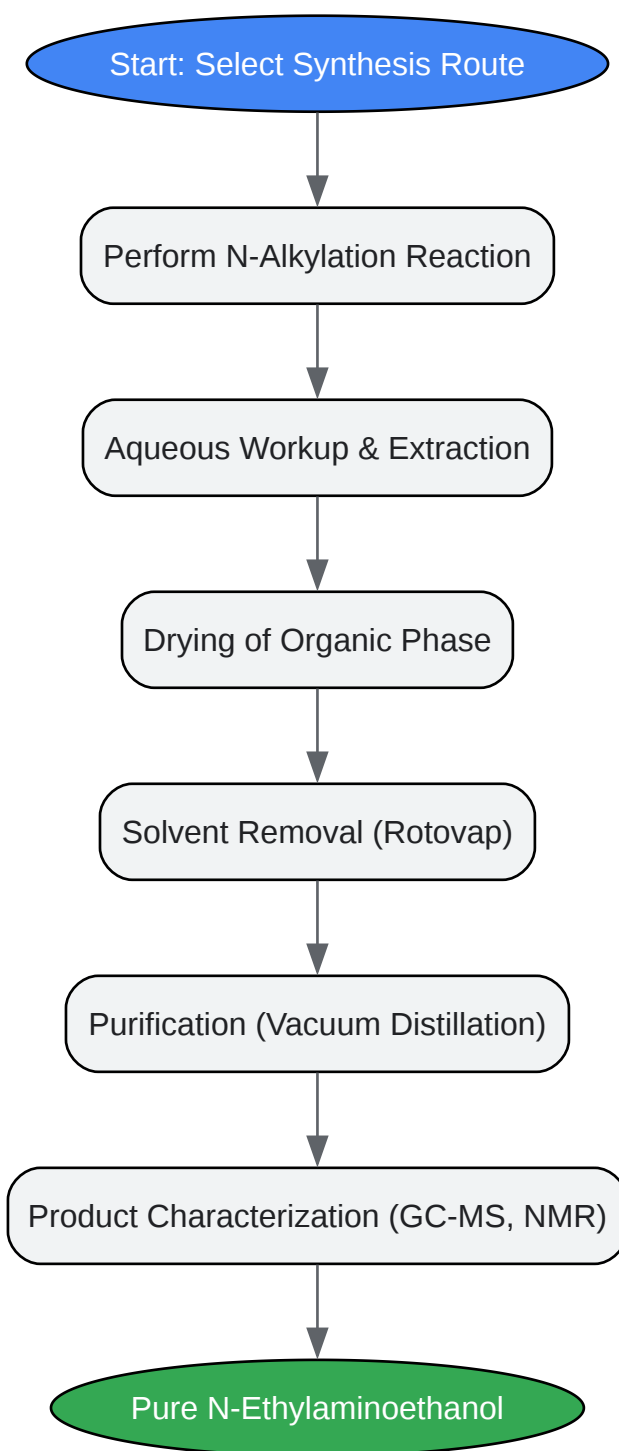 Start: Select Synthesis Route
Perform N-Alkylation Reaction
Aqueous Workup & Extraction
Drying of Organic Phase
Solvent Removal (Rotovap)
Purification (Vacuum Distillation)
Product Characterization (GC-MS, NMR)
Pure N-Ethylaminoethanol